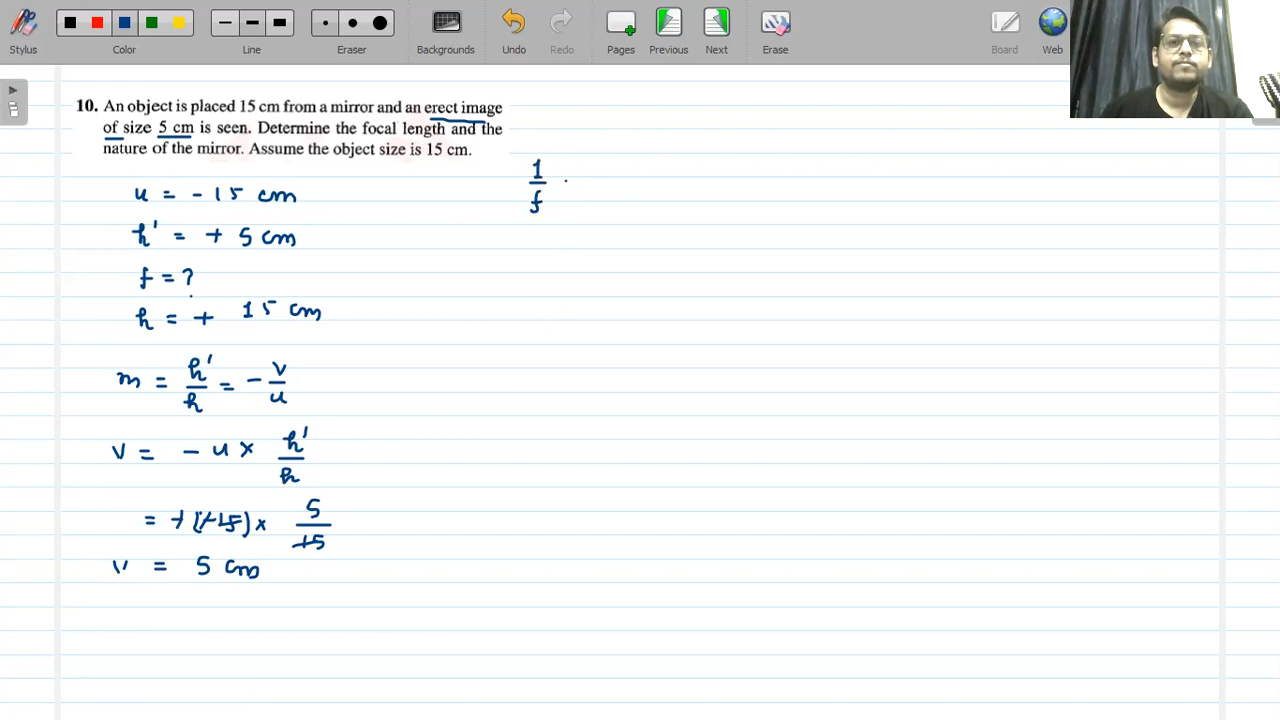 Stylus Color Line Eraser Backgrounds Undo Redo Pages Previous Next Erase Board Web
10. An object is placed 15 cm from a mirror and an erect image
of size 5 cm is seen. Determine the focal length and the
nature of the mirror. Assume the object size is 15 cm.
u = - 15 cm
h' = + 5 cm
f = ?
h = + 15 cm
m = h'/h = - v/u
v = - u × h'/h
= + (+15) × 5/15
v = 5 cm
1/f